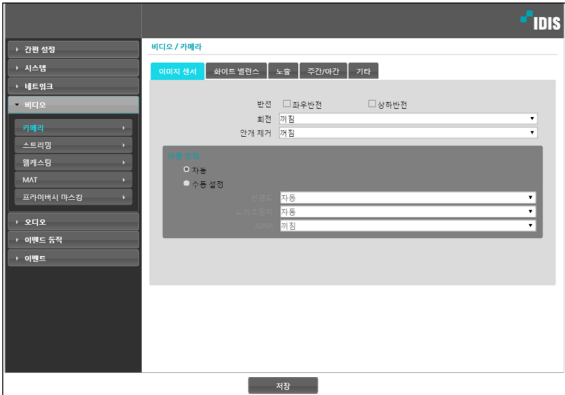 IDIS
간편 설정
시스템
네트워크
비디오
카메라
스트리밍
웹캐스팅
MAT
프라이버시 마스킹
오디오
이벤트 동작
이벤트
비디오 / 카메라
이미지 센서 화이트 밸런스 노출 주간/야간 기타
반전 좌우반전 상하반전
회전 꺼짐
안개 제거 꺼짐
자동
수동 설정
자동
자동
꺼짐
저장